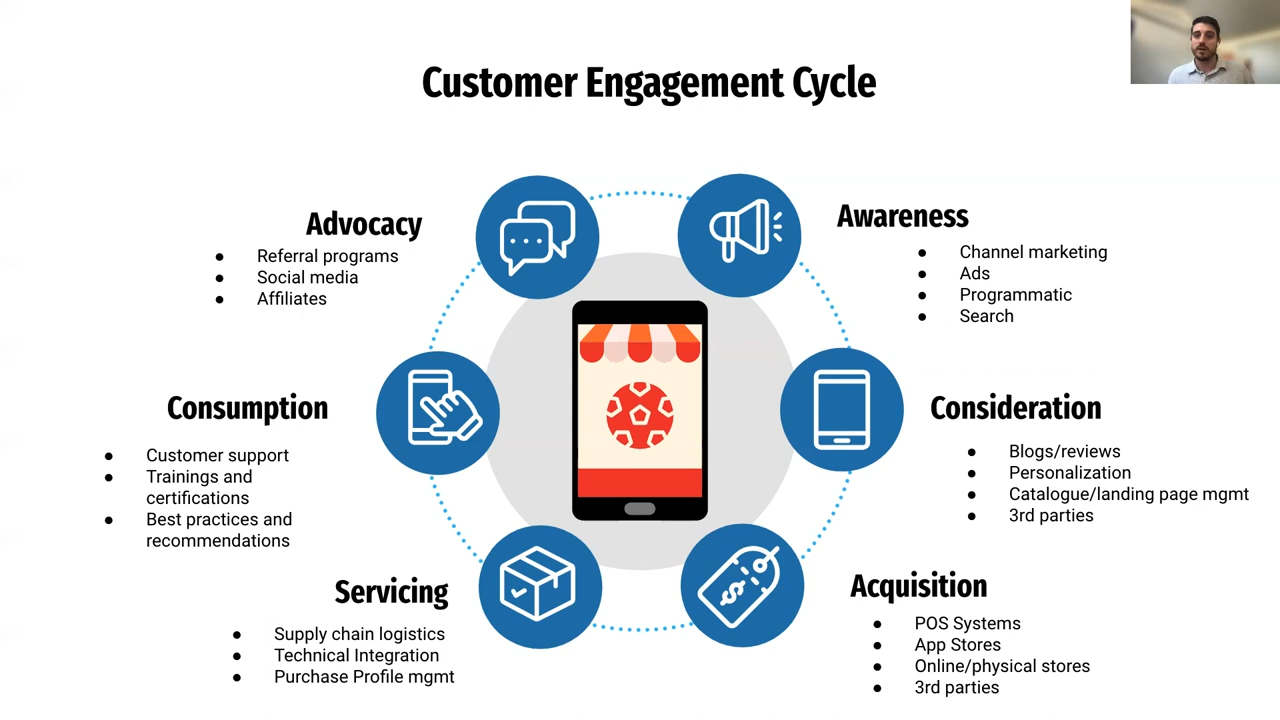 Customer Engagement Cycle
Advocacy
● Referral programs
● Social media
● Affiliates
Awareness
● Channel marketing
● Ads
● Programmatic
● Search
Consumption
● Customer support
● Trainings and
certifications
● Best practices and
recommendations
Consideration
● Blogs/reviews
● Personalization
● Catalogue/landing page mgmt
● 3rd parties
Servicing
● Supply chain logistics
● Technical Integration
● Purchase Profile mgmt
Acquisition
● POS Systems
● App Stores
● Online/physical stores
● 3rd parties
$